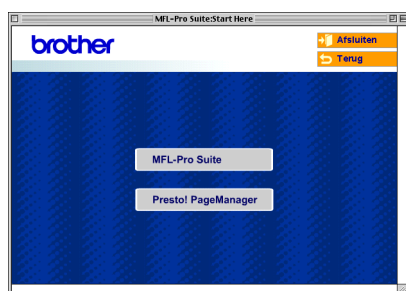 MFL-Pro Suite:Start Here
brother
Afsluiten
Terug
MFL-Pro Suite
Presto! PageManager